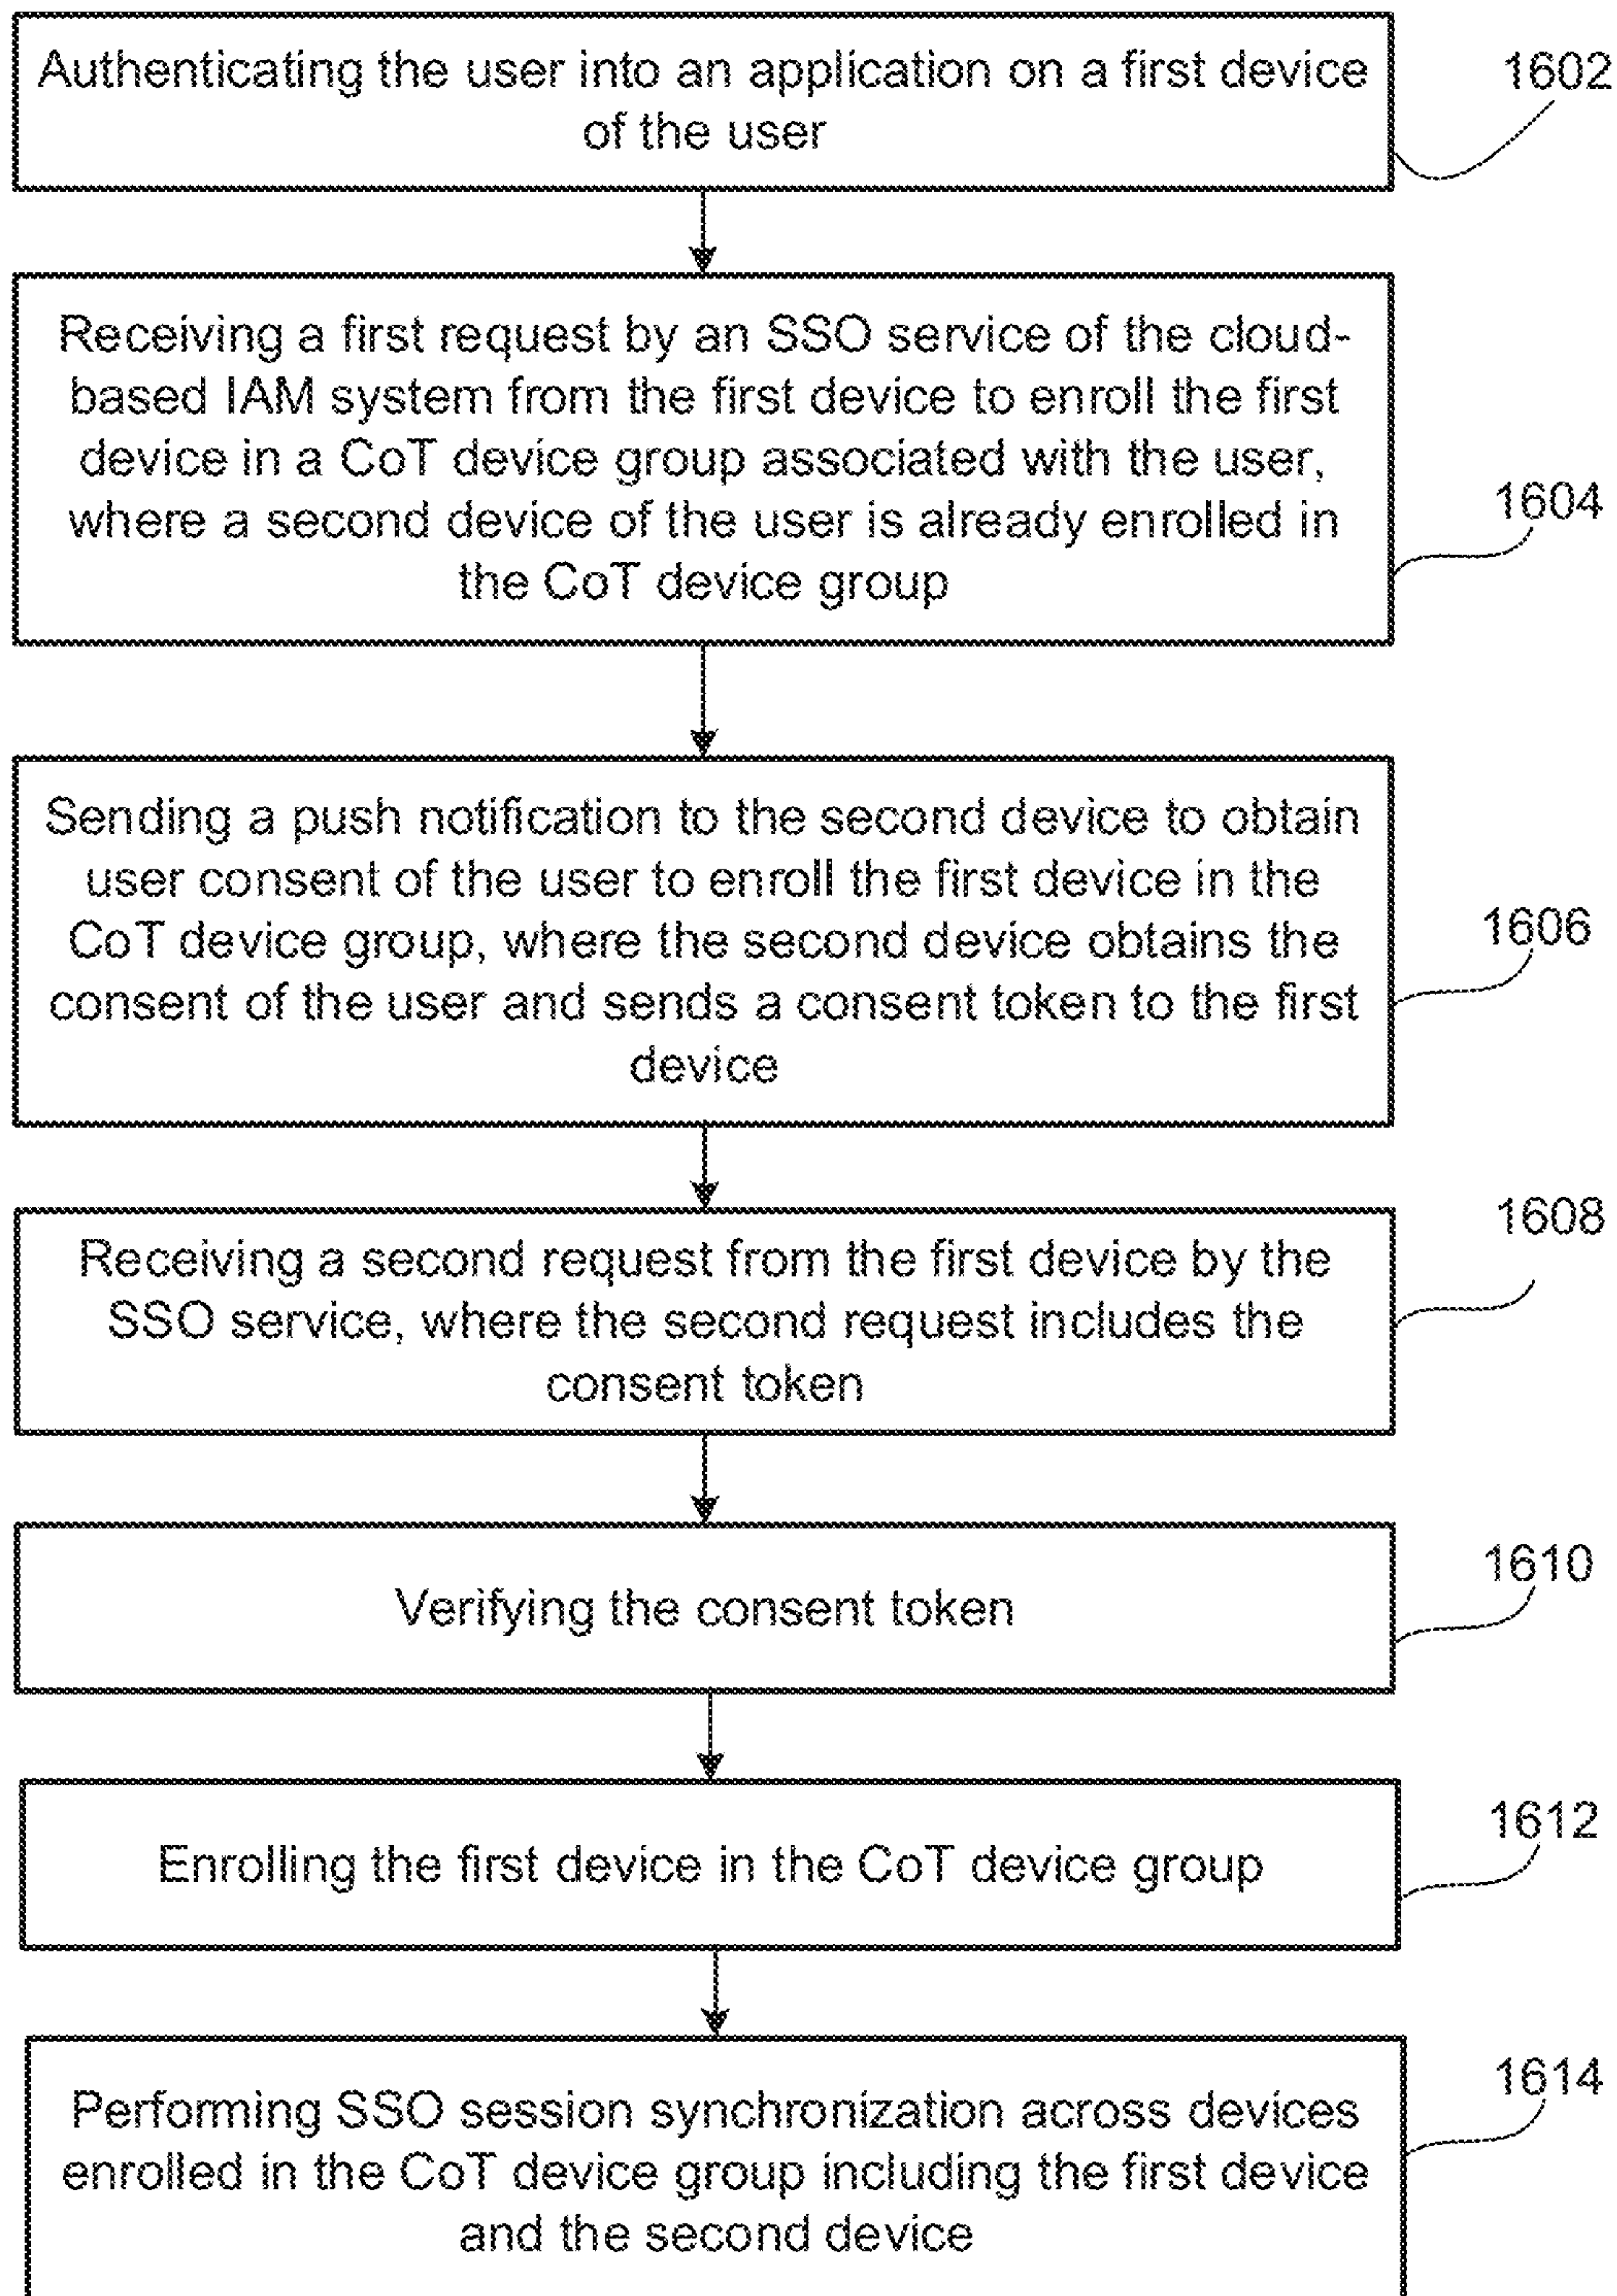 Authenticating the user into an application on a first device
of the user
1602
Receiving a first request by an SSO service of the cloud-
based IAM system from the first device to enroll the first
device in a CoT device group associated with the user,
where a second device of the user is already enrolled in
the CoT device group
1604
Sending a push notification to the second device to obtain
user consent of the user to enroll the first device in the
CoT device group, where the second device obtains the
consent of the user and sends a consent token to the first
device
1606
Receiving a second request from the first device by the
SSO service, where the second request includes the
consent token
1608
Verifying the consent token
1610
Enrolling the first device in the CoT device group
1612
Performing SSO session synchronization across devices
enrolled in the CoT device group including the first device
and the second device
1614